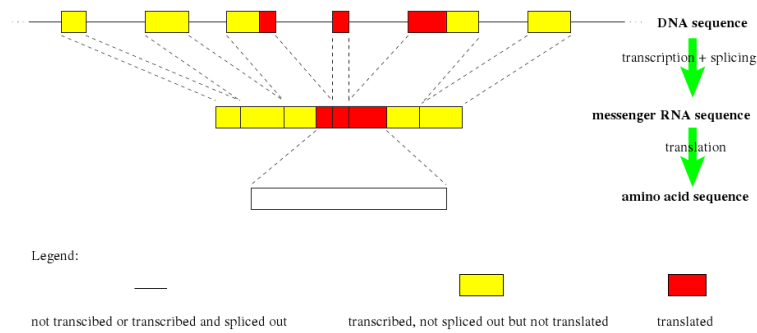 DNA sequence
transcription + splicing
messenger RNA sequence
translation
amino acid sequence
Legend:
not transcibed or transcribed and spliced out
transcribed, not spliced out but not translated
translated